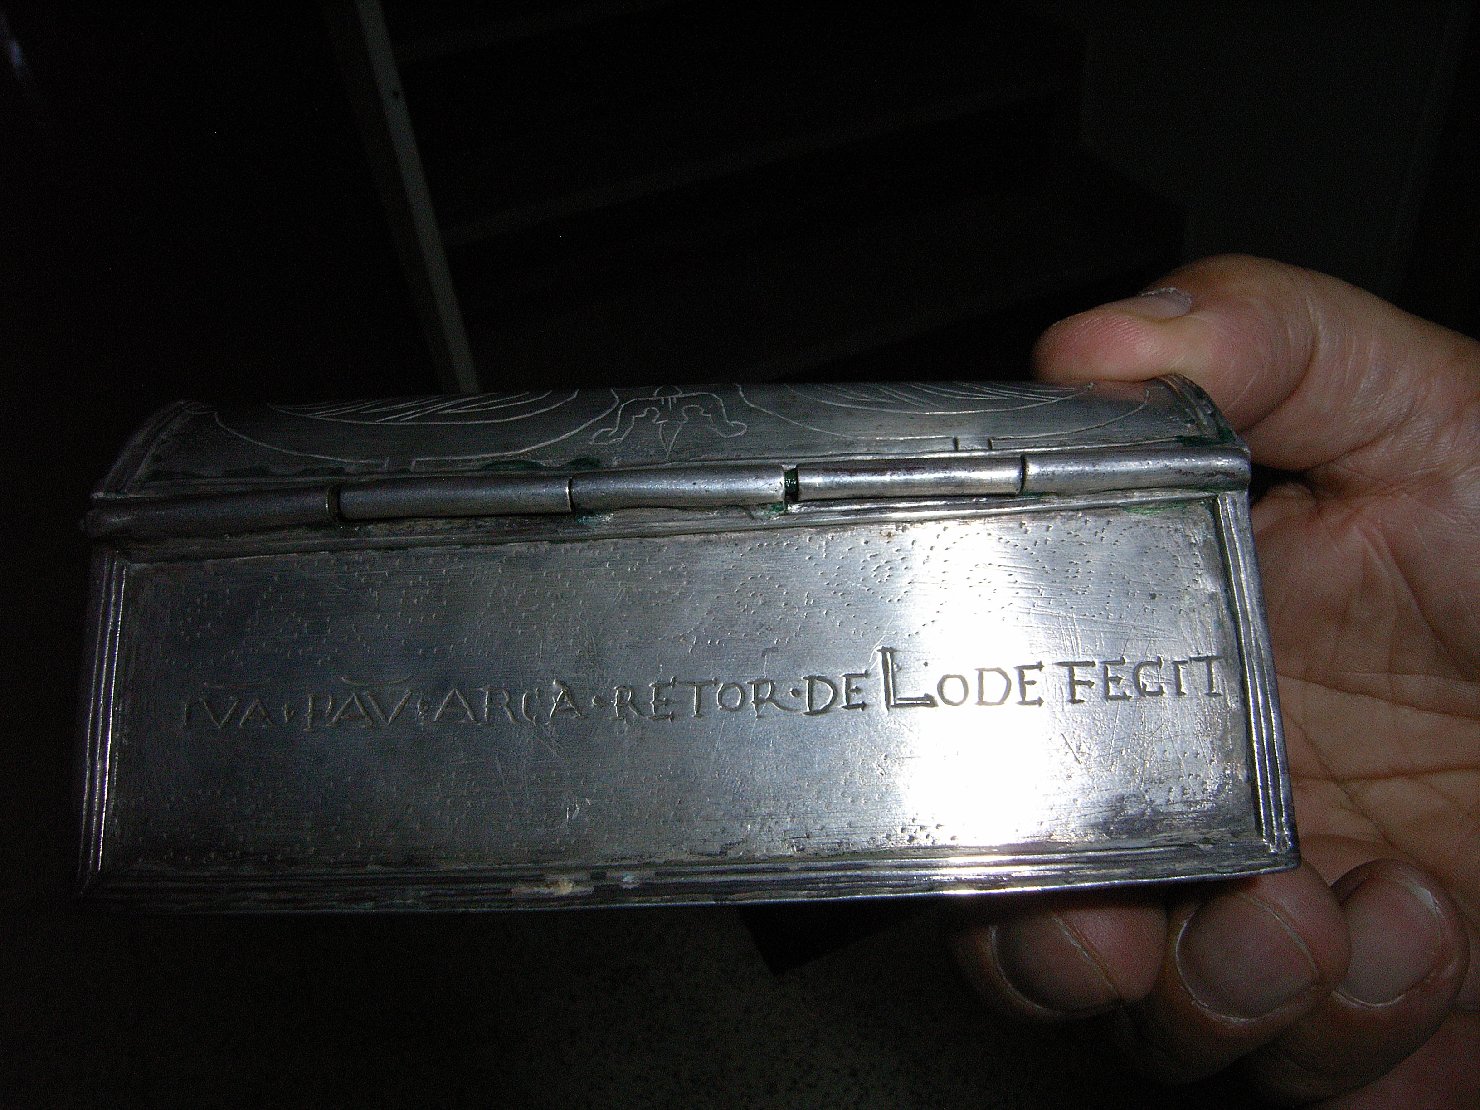 IVA · PAV · ARCA · RETOR · DE LODE FECIT